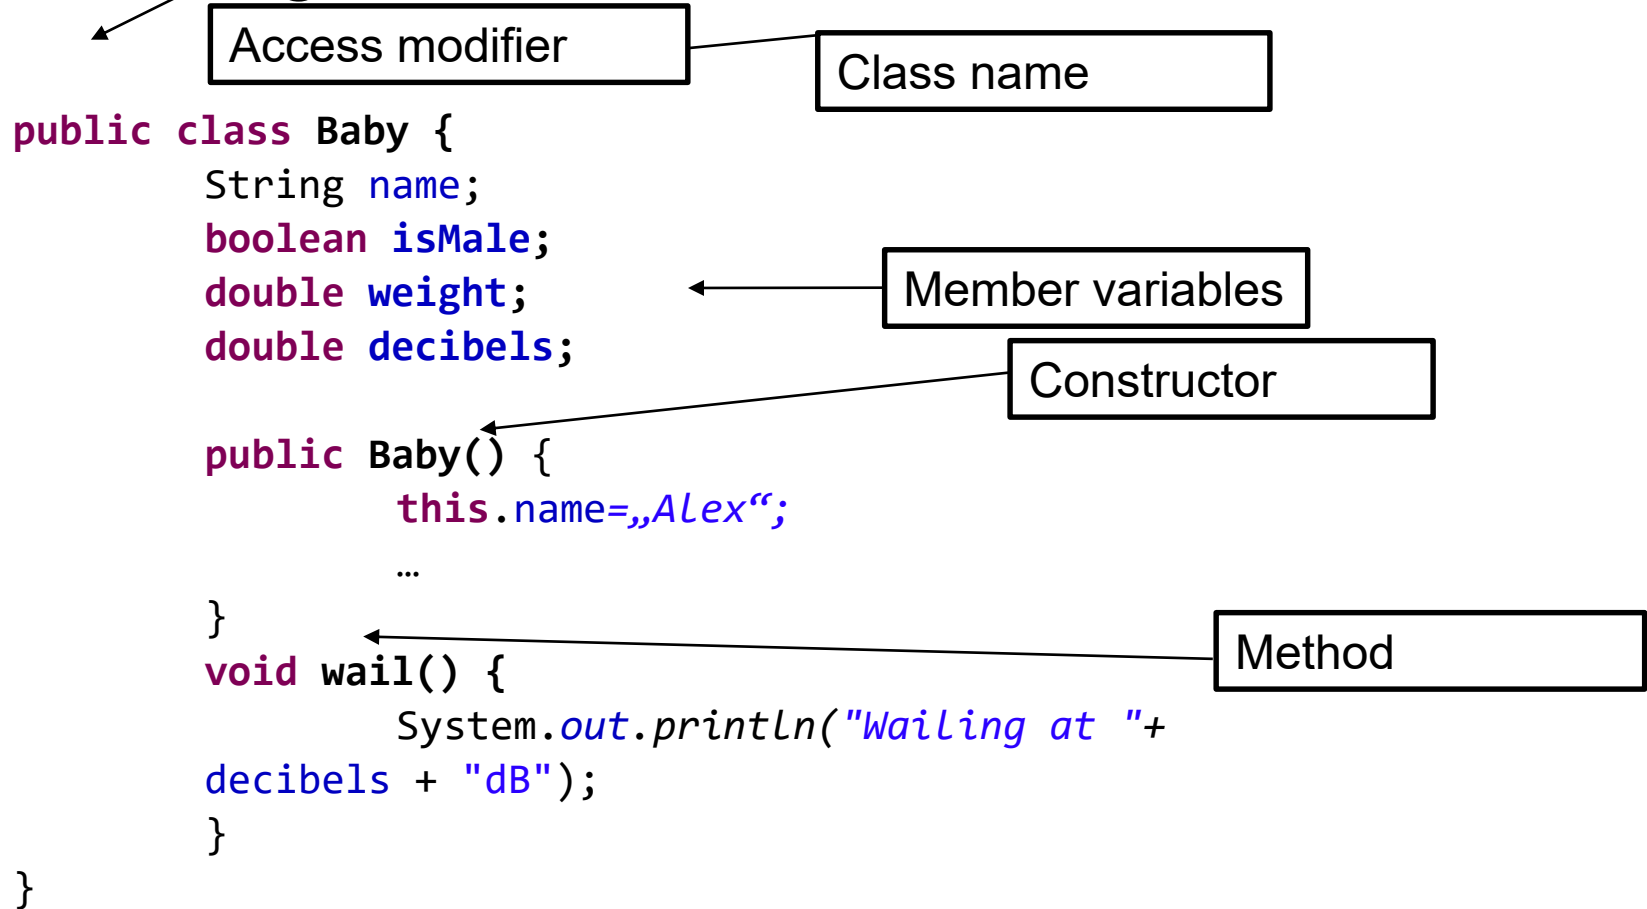 Access modifier
Class name
public class Baby {
String name;
boolean isMale;
double weight;
Member variables
double decibels;
Constructor
public Baby() {
this.name=„Alex“;
…
}
Method
void wail() {
System.out.println("Wailing at "+
decibels + "dB");
}
}